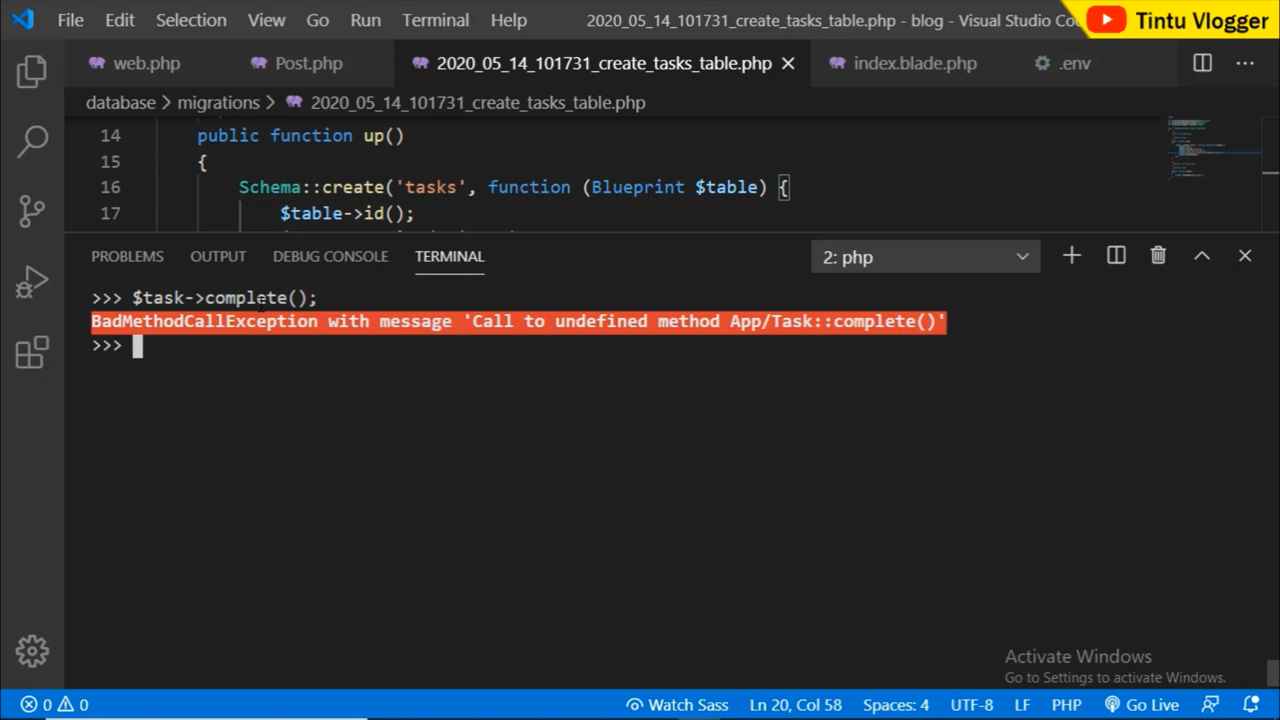 File Edit Selection View Go Run Terminal Help 2020_05_14_101731_create_tasks_table.php - blog - Visual Studio Co
Tintu Vlogger
web.php Post.php 2020_05_14_101731_create_tasks_table.php index.blade.php .env
database > migrations > 2020_05_14_101731_create_tasks_table.php
14 public function up()
15 {
16 Schema::create('tasks', function (Blueprint $table) {
17 $table->id();
PROBLEMS OUTPUT DEBUG CONSOLE TERMINAL 2: php
>>> $task->complete();
BadMethodCallException with message 'Call to undefined method App/Task::complete()'
>>>
Activate Windows
Go to Settings to activate Windows.
0 0 Watch Sass Ln 20, Col 58 Spaces: 4 UTF-8 LF PHP Go Live